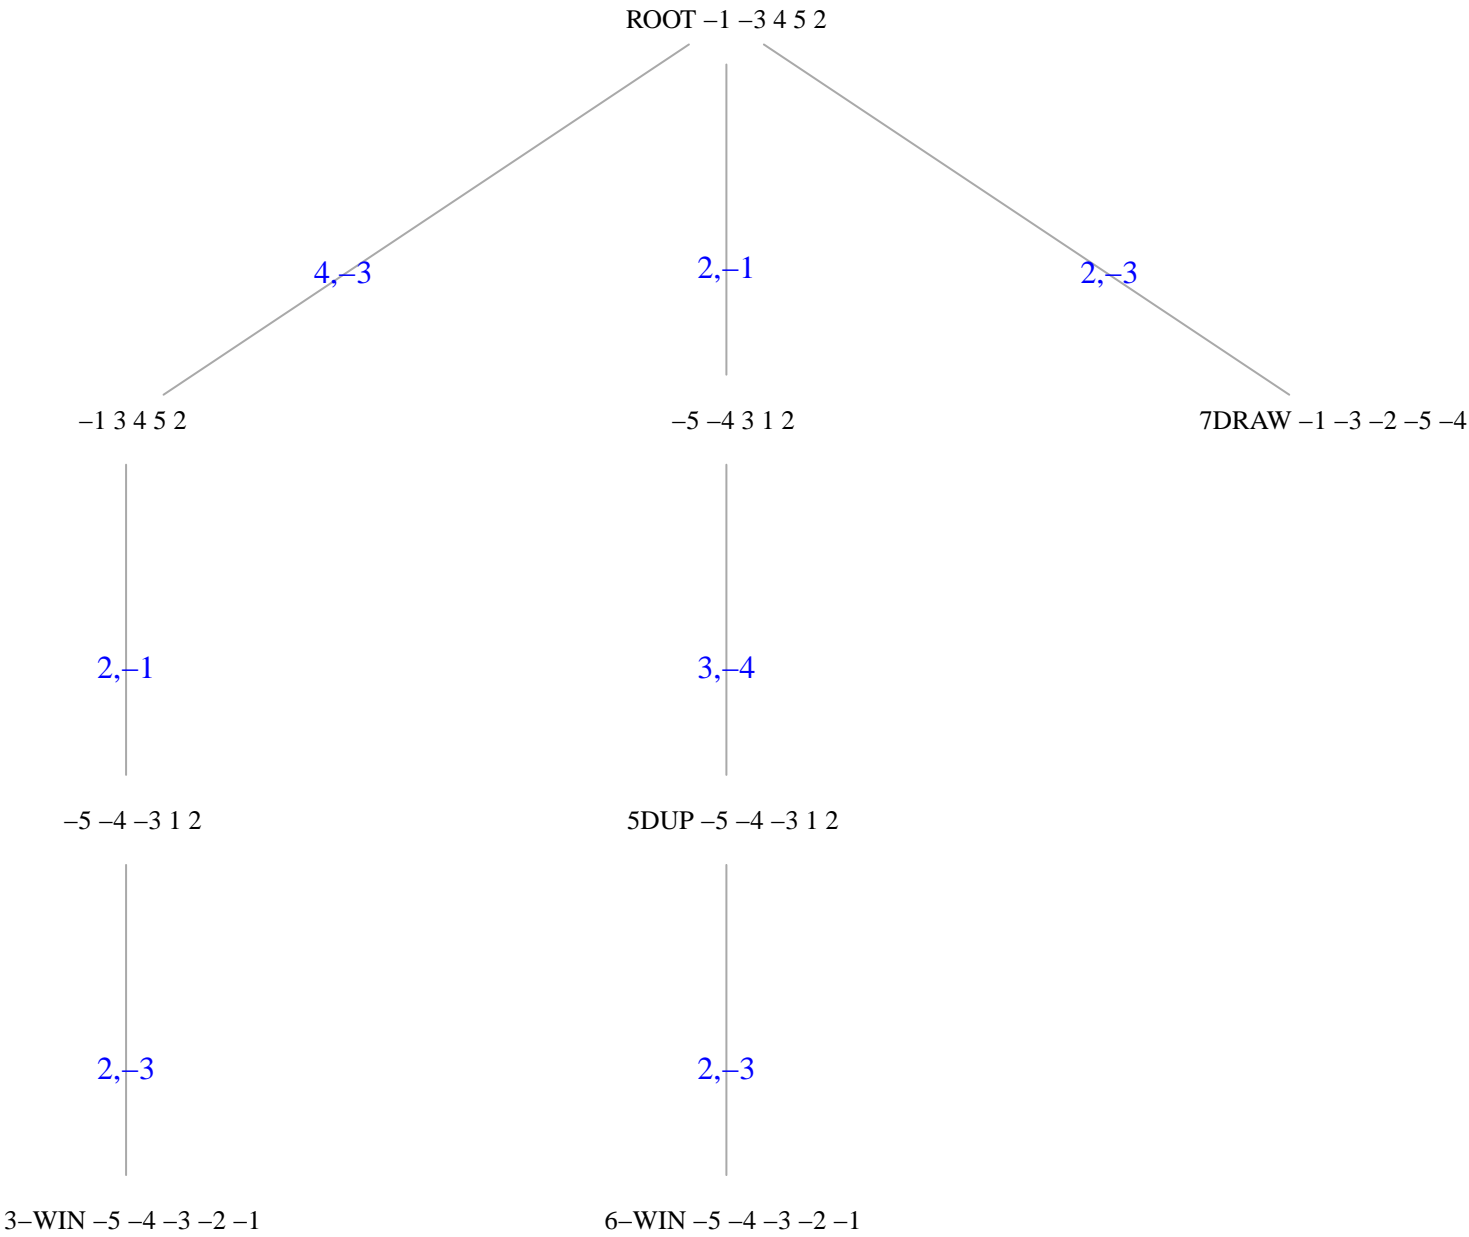 ROOT –1 –3 4 5 2
4,–3
2,–1
2,–3
–1 3 4 5 2
–5 –4 3 1 2
7DRAW –1 –3 –2 –5 –4
2,–1
3,–4
–5 –4 –3 1 2
5DUP –5 –4 –3 1 2
2,–3
2,–3
3–WIN –5 –4 –3 –2 –1
6–WIN –5 –4 –3 –2 –1